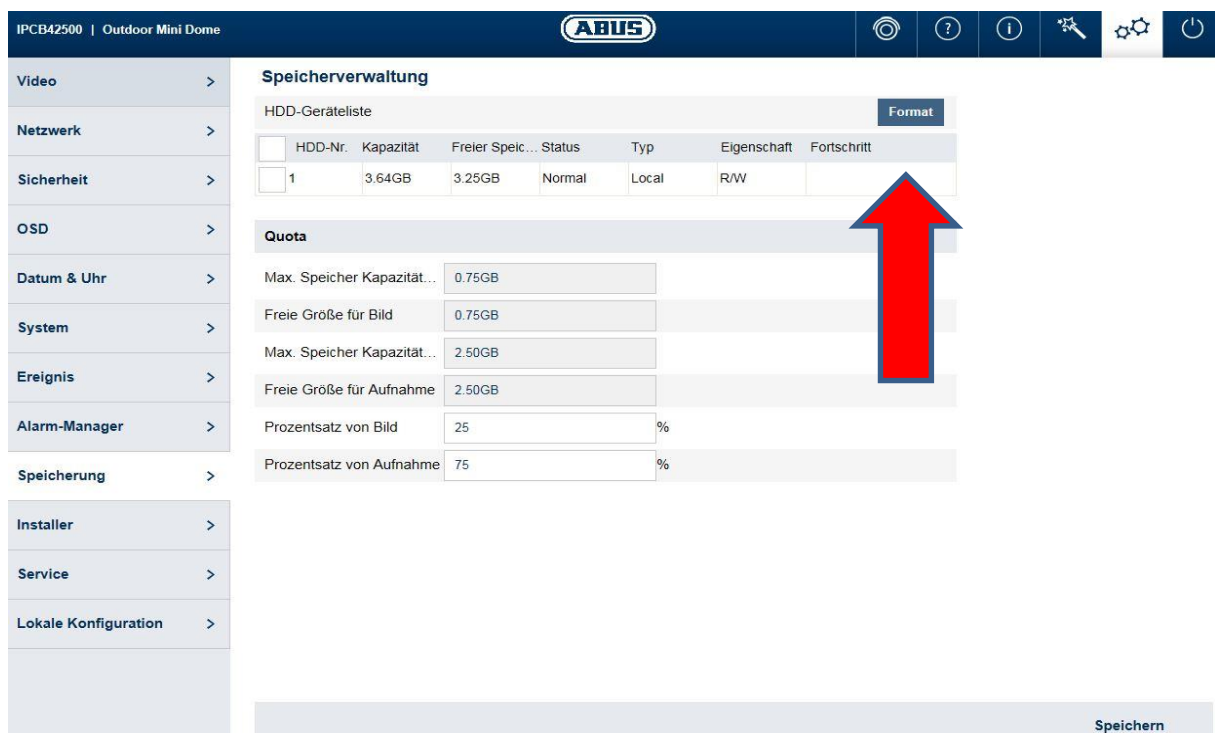 IPCB42500 | Outdoor Mini Dome
ABUS
Video >
Netzwerk >
Sicherheit >
OSD >
Datum & Uhr >
System >
Ereignis >
Alarm-Manager >
Speicherung >
Installer >
Service >
Lokale Konfiguration >
Speicherverwaltung
HDD-Geräteliste Format
HDD-Nr. Kapazität Freier Speic... Status Typ Eigenschaft Fortschritt
1 3.64GB 3.25GB Normal Local R/W
Quota
Max. Speicher Kapazität... 0.75GB
Freie Größe für Bild 0.75GB
Max. Speicher Kapazität... 2.50GB
Freie Größe für Aufnahme 2.50GB
Prozentsatz von Bild 25 %
Prozentsatz von Aufnahme 75 %
Speichern